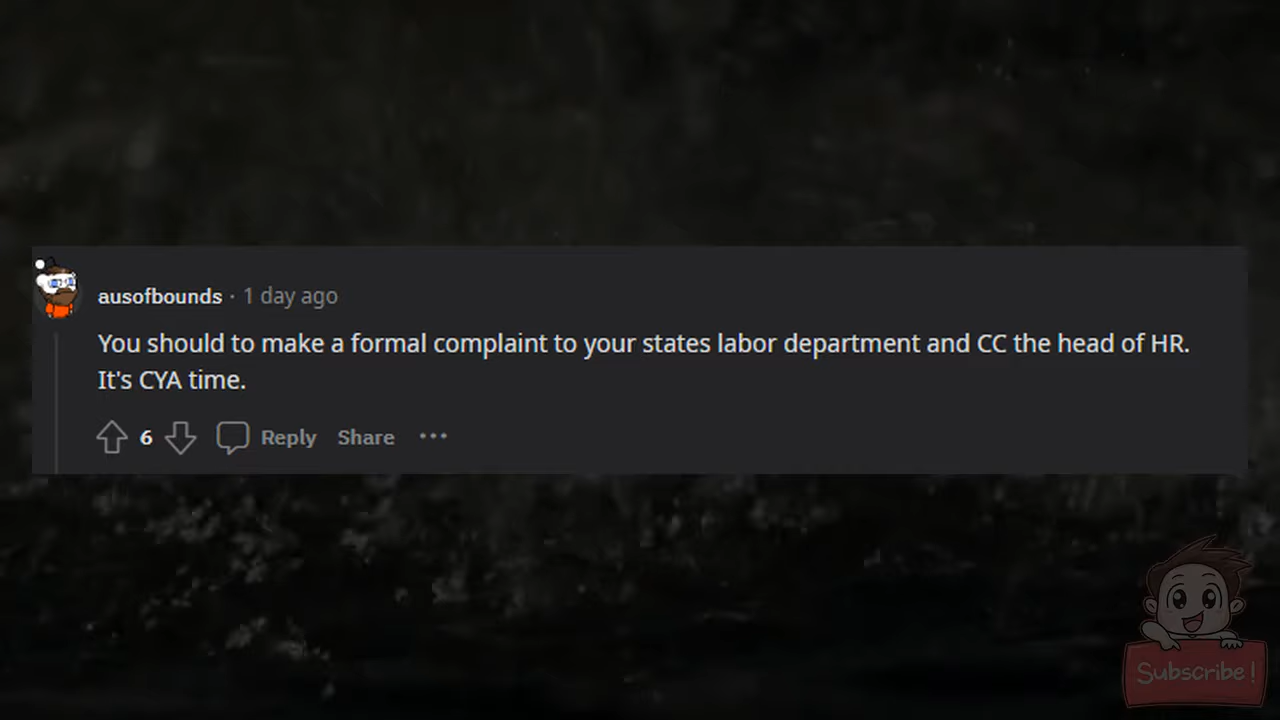 ausofbounds · 1 day ago
You should to make a formal complaint to your states labor department and CC the head of HR.
It's CYA time.
6 Reply Share ···
Subscribe!